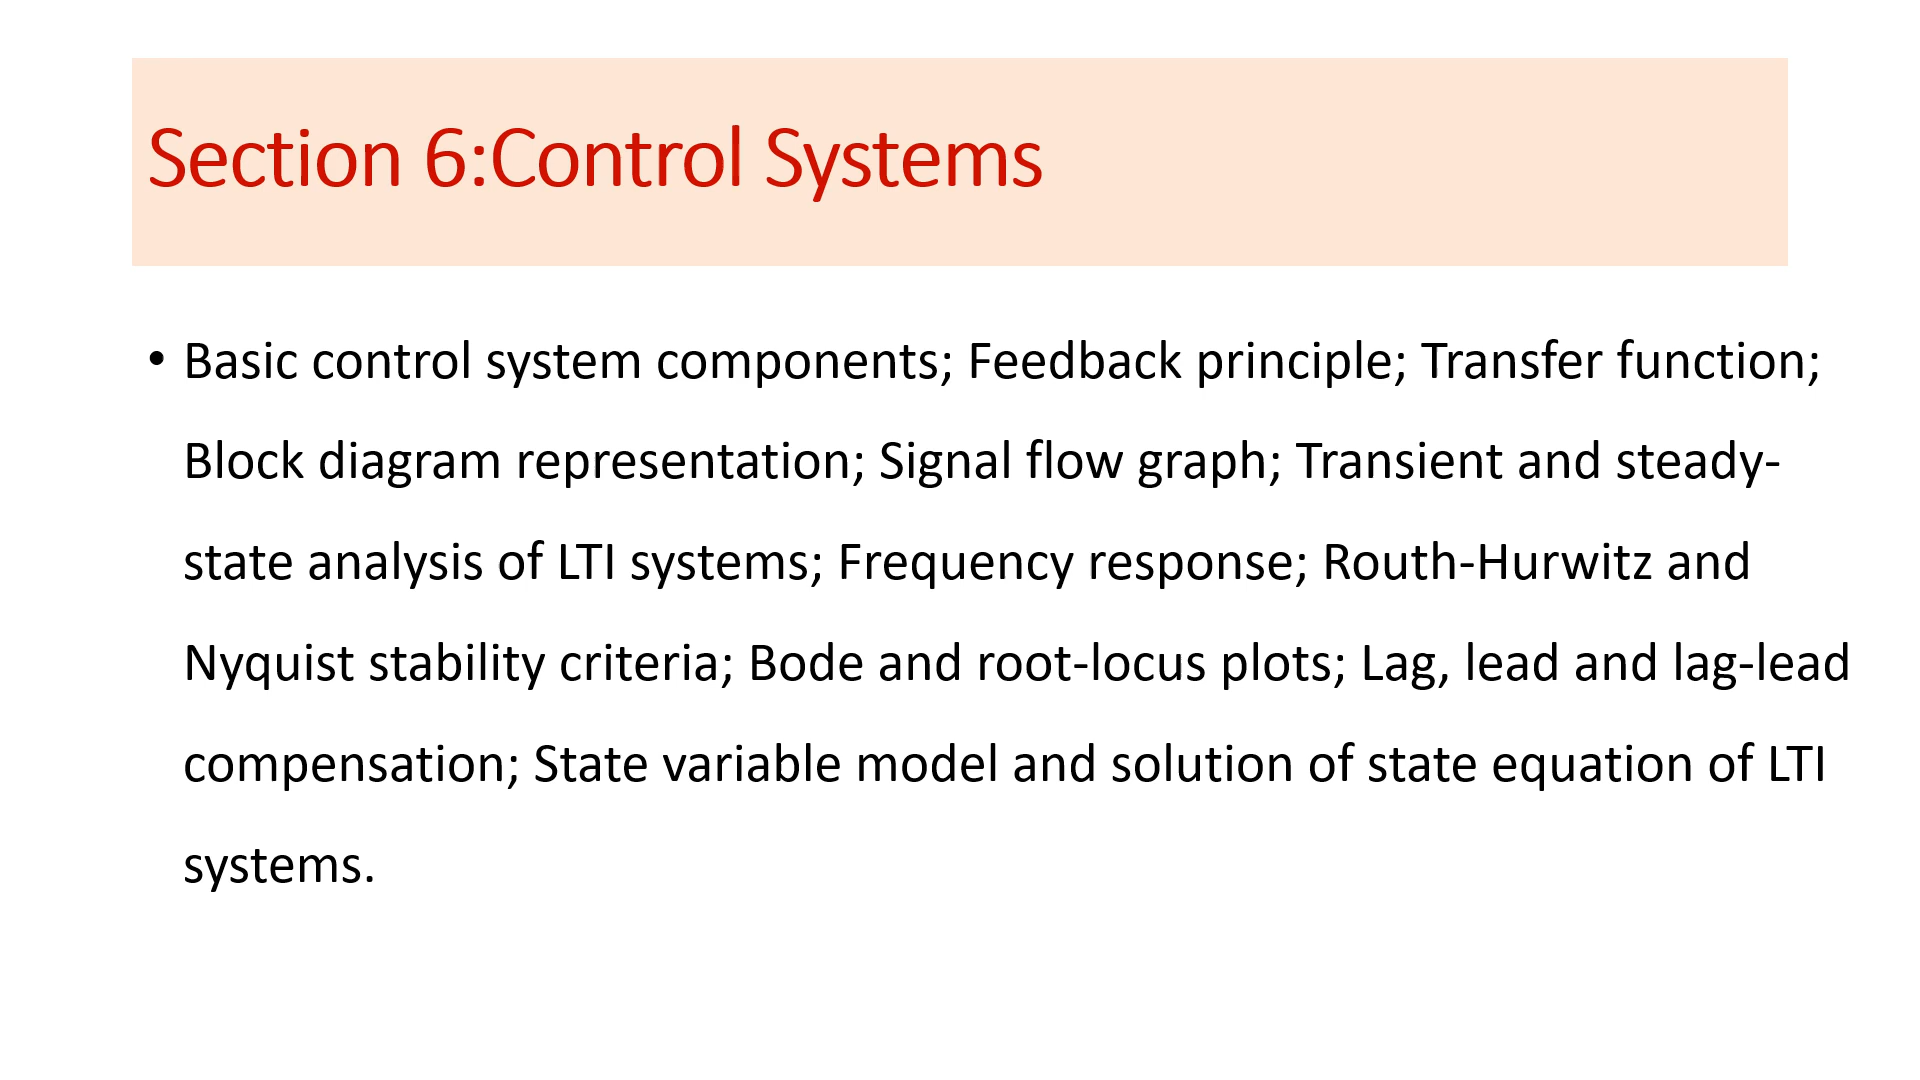 Section 6:Control Systems
• Basic control system components; Feedback principle; Transfer function;
Block diagram representation; Signal flow graph; Transient and steady-
state analysis of LTI systems; Frequency response; Routh-Hurwitz and
Nyquist stability criteria; Bode and root-locus plots; Lag, lead and lag-lead
compensation; State variable model and solution of state equation of LTI
systems.